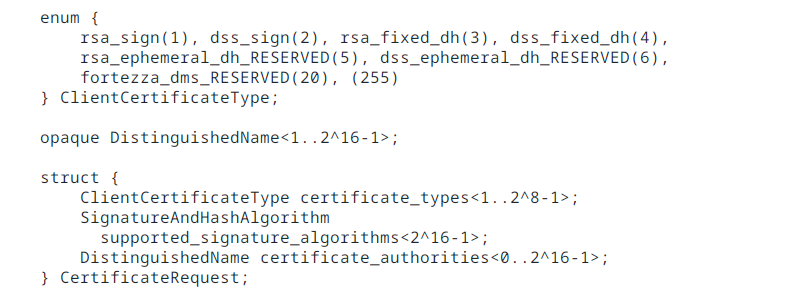 enum {
rsa_sign(1), dss_sign(2), rsa_fixed_dh(3), dss_fixed_dh(4),
rsa_ephemeral_dh_RESERVED(5), dss_ephemeral_dh_RESERVED(6),
fortezza_dms_RESERVED(20), (255)
} ClientCertificateType;
opaque DistinguishedName<1..2^16-1>;
struct {
ClientCertificateType certificate_types<1..2^8-1>;
SignatureAndHashAlgorithm
supported_signature_algorithms<2^16-1>;
DistinguishedName certificate_authorities<0..2^16-1>;
} CertificateRequest;